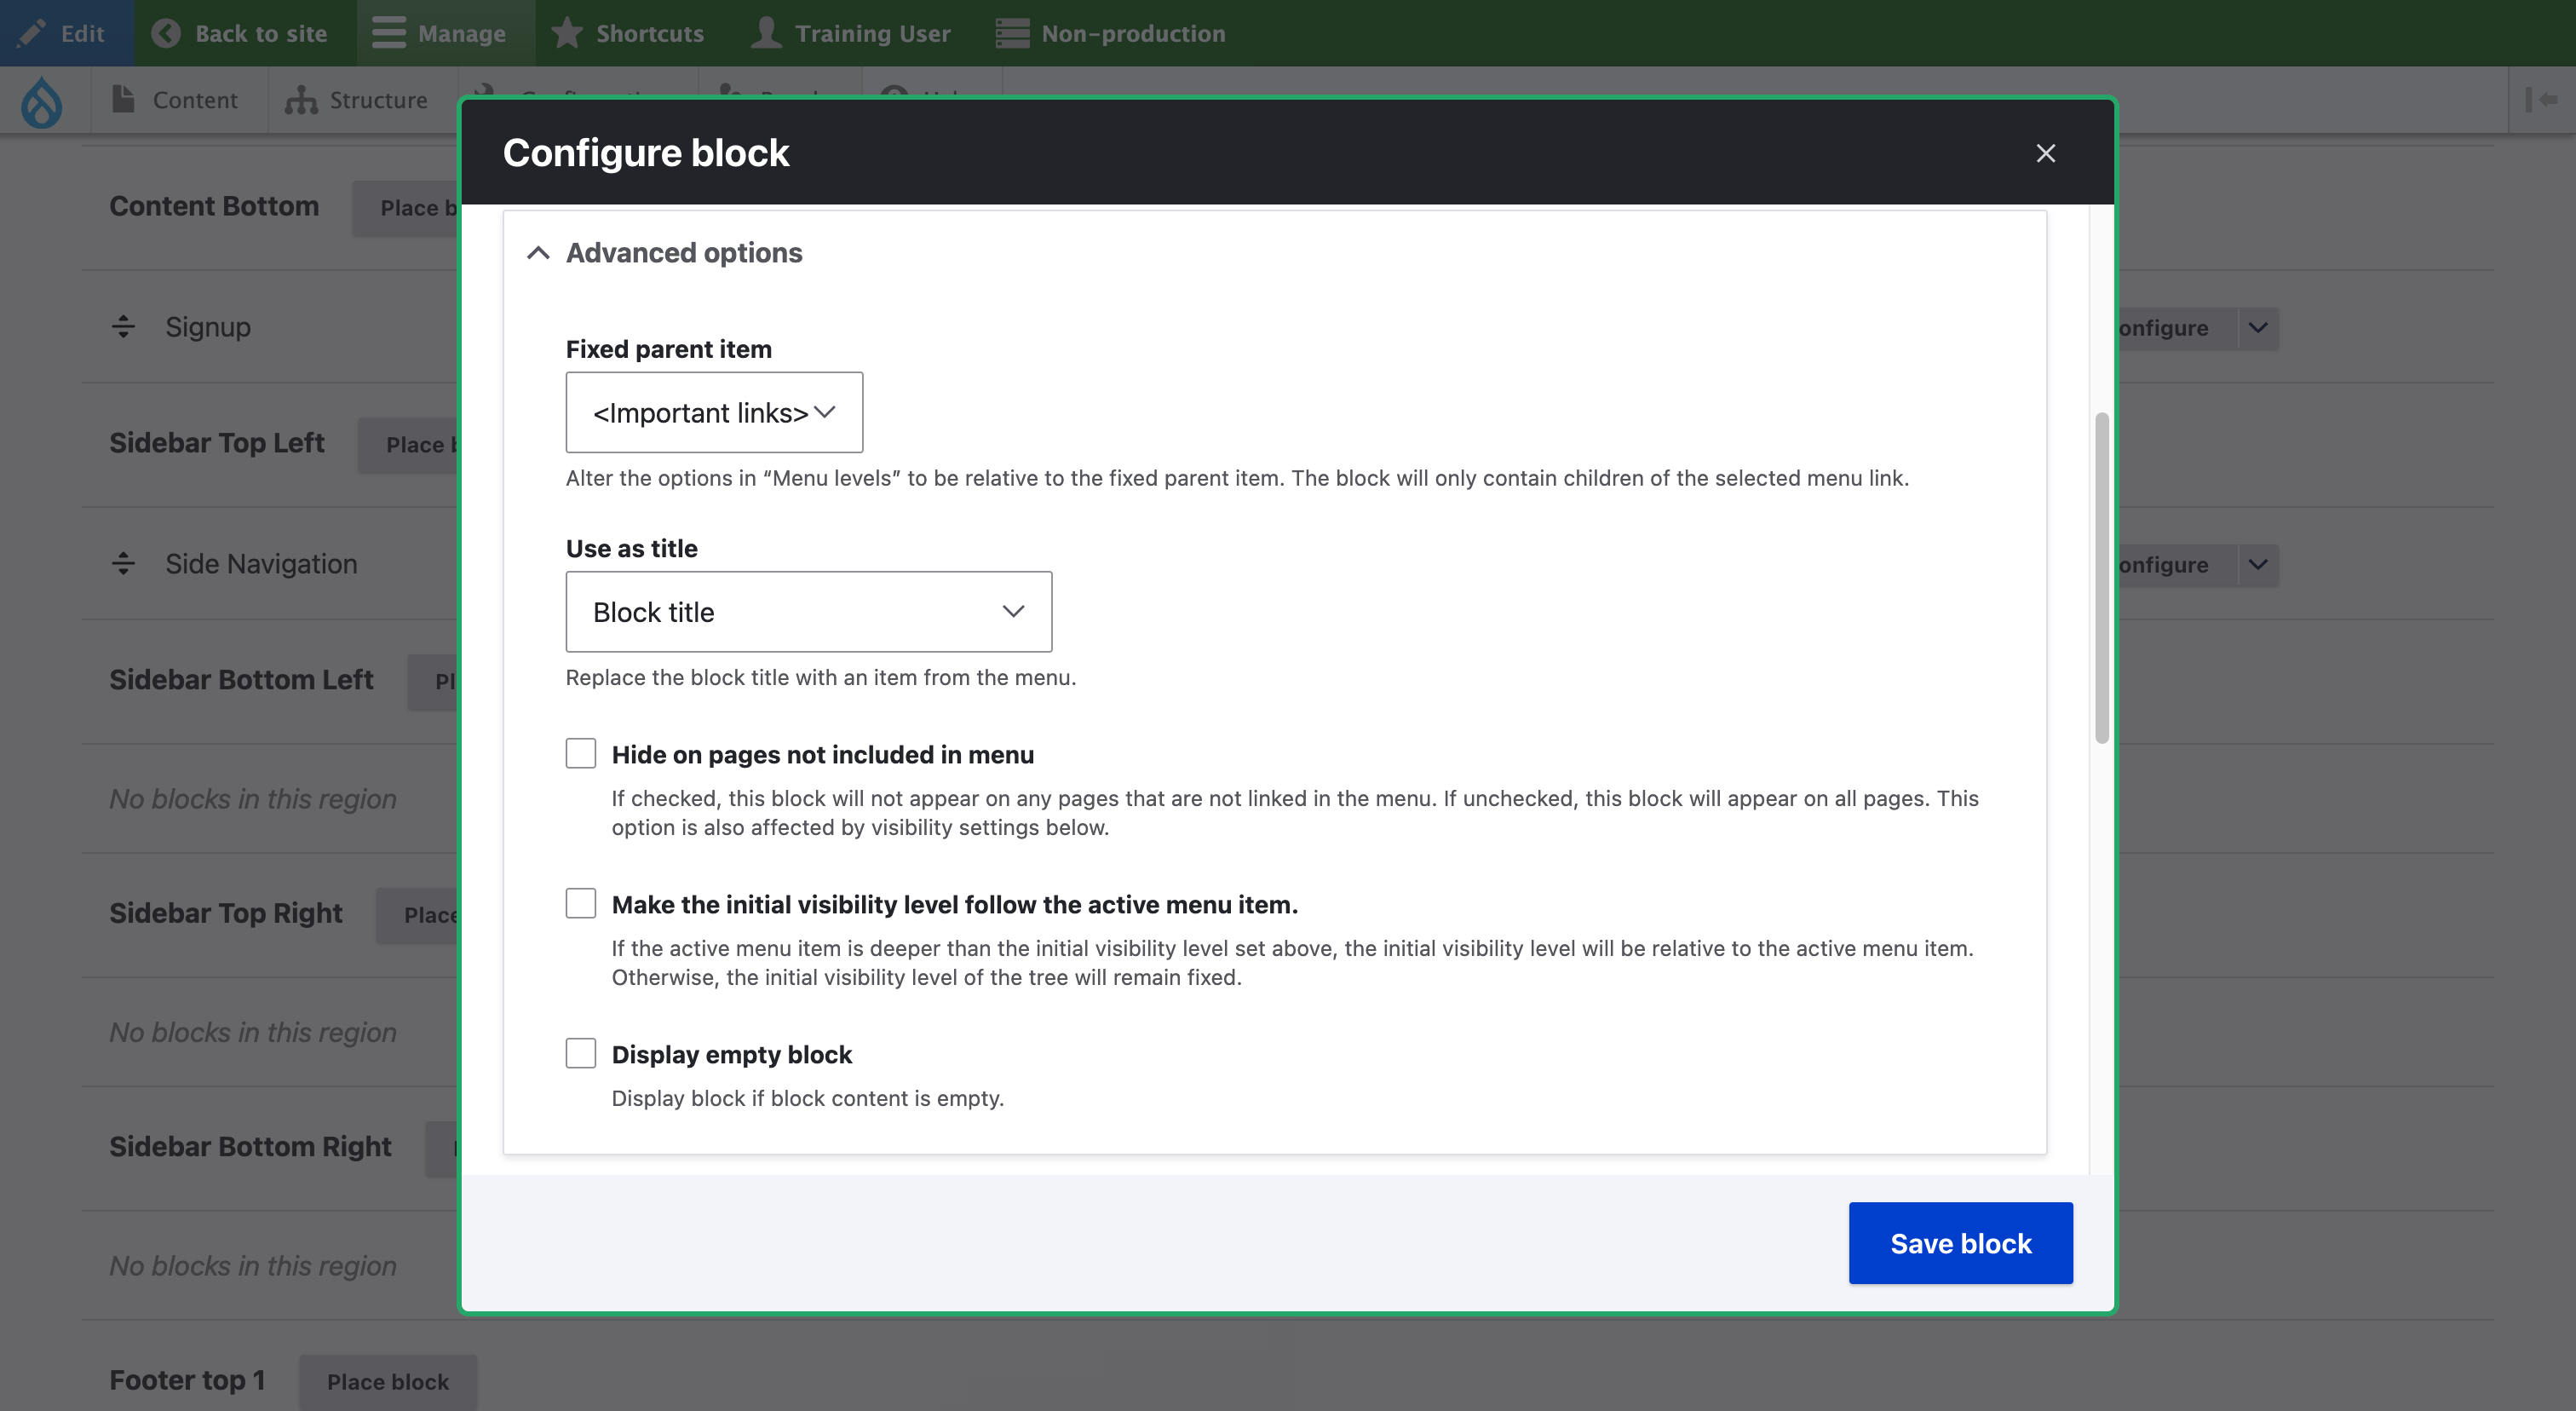 Edit
Back to site
Manage
Shortcuts
Training User
Non-production
Content
Structure
Configure block
Content Bottom
Place b
Advanced options
Signup
onfigure
Fixed parent item
<Important links>
Alter the options in “Menu levels” to be relative to the fixed parent item. The block will only contain children of the selected menu link.
Sidebar Top Left
Place b
Use as title
Side Navigation
onfigure
Block title
Replace the block title with an item from the menu.
Sidebar Bottom Left
Pl
Hide on pages not included in menu
If checked, this block will not appear on any pages that are not linked in the menu. If unchecked, this block will appear on all pages. This
option is also affected by visibility settings below.
No blocks in this region
Sidebar Top Right
Place
Make the initial visibility level follow the active menu item.
If the active menu item is deeper than the initial visibility level set above, the initial visibility level will be relative to the active menu item.
Otherwise, the initial visibility level of the tree will remain fixed.
No blocks in this region
Display empty block
Display block if block content is empty.
Sidebar Bottom Right
Save block
No blocks in this region
Footer top 1
Place block